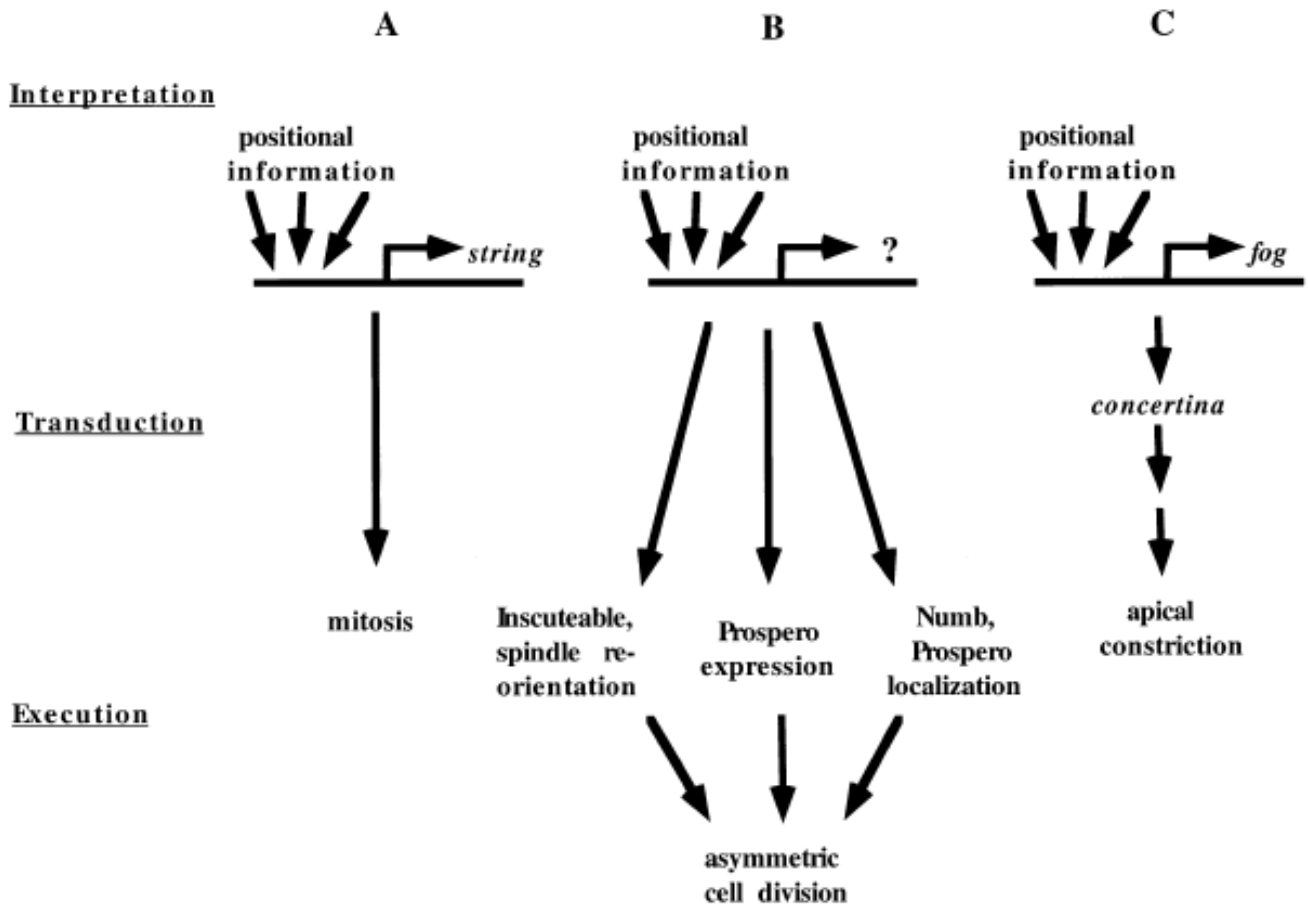 A
B
C
Interpretation
positional
information
positional
information
positional
information
string
?
fog
Transduction
concertina
mitosis
Inscuteable,
spindle re-
orientation
Prospero
expression
Numb,
Prospero
localization
apical
constriction
Execution
asymmetric
cell division